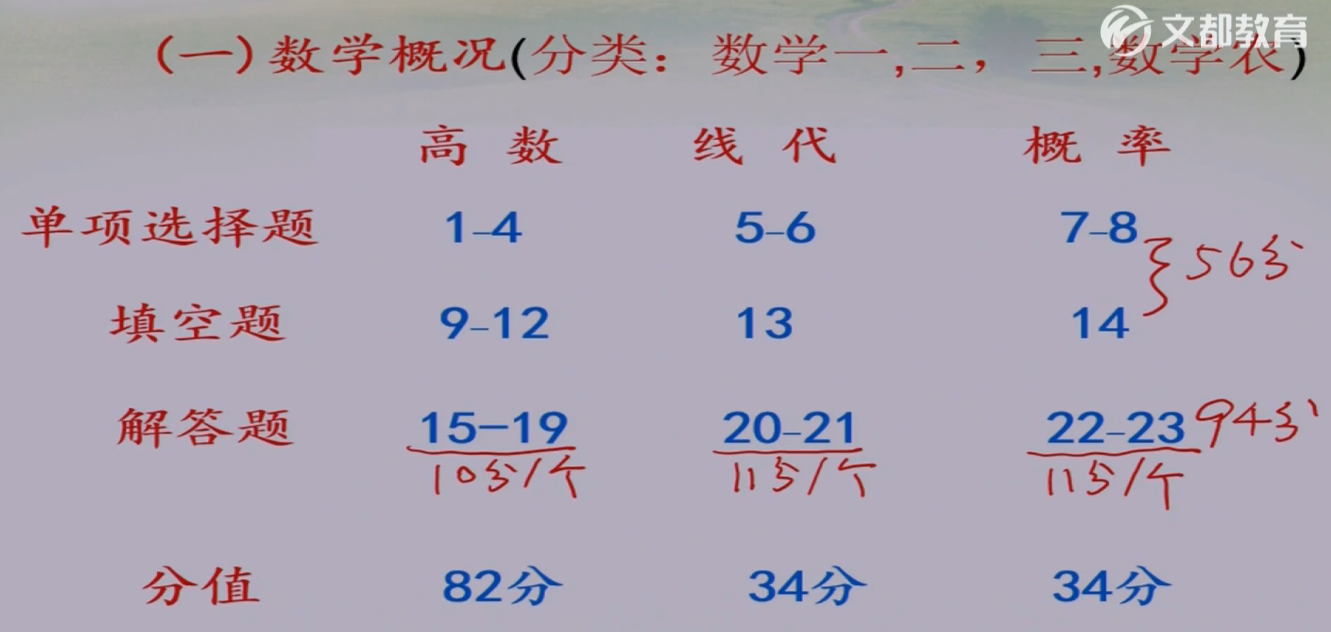 文都教育
(一)数学概况(分类：数学一,二，三,数学农)
高 数 线 代 概 率
单项选择题 1-4 5-6 7-8
56分
填空题 9-12 13 14
解答题 15-19 20-21 22-23 94分
10分/个 11分/个 11分/个
分值 82分 34分 34分